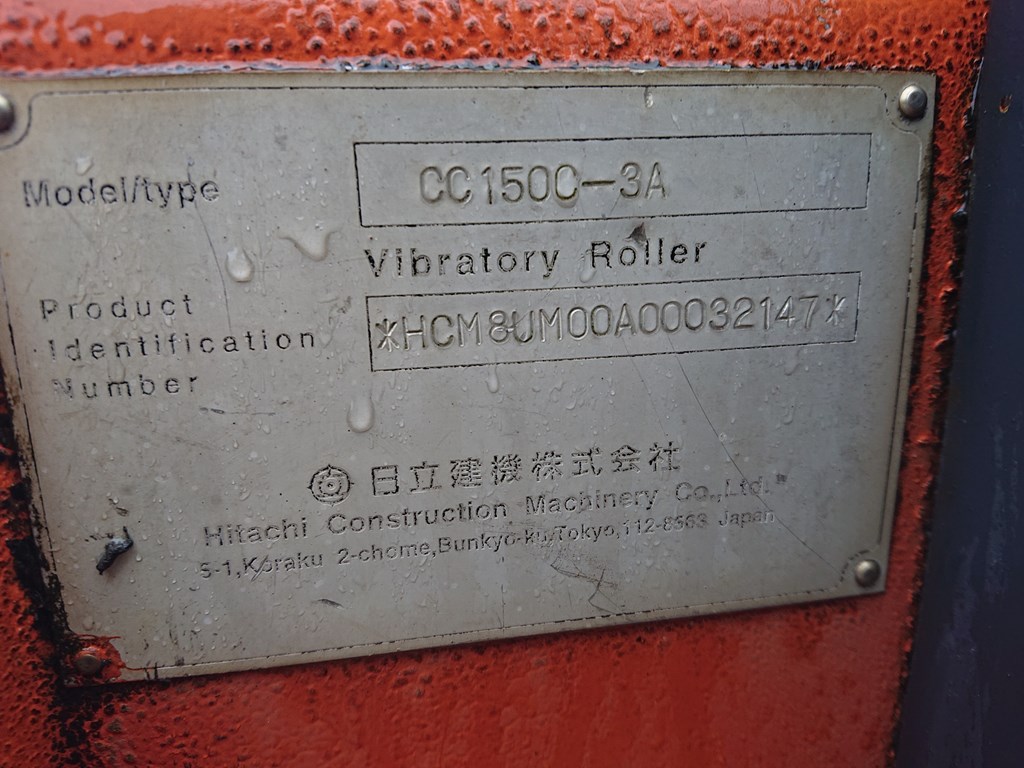 Model/type CC150C-3A
Vibratory Roller
Product
Identification
Number
*HCM8UM00A00032147*
日立建機株式会社
Hitachi Construction Machinery Co.,Ltd.
5-1,Koraku 2-chome,Bunkyo-ku,Tokyo,112-8563 Japan